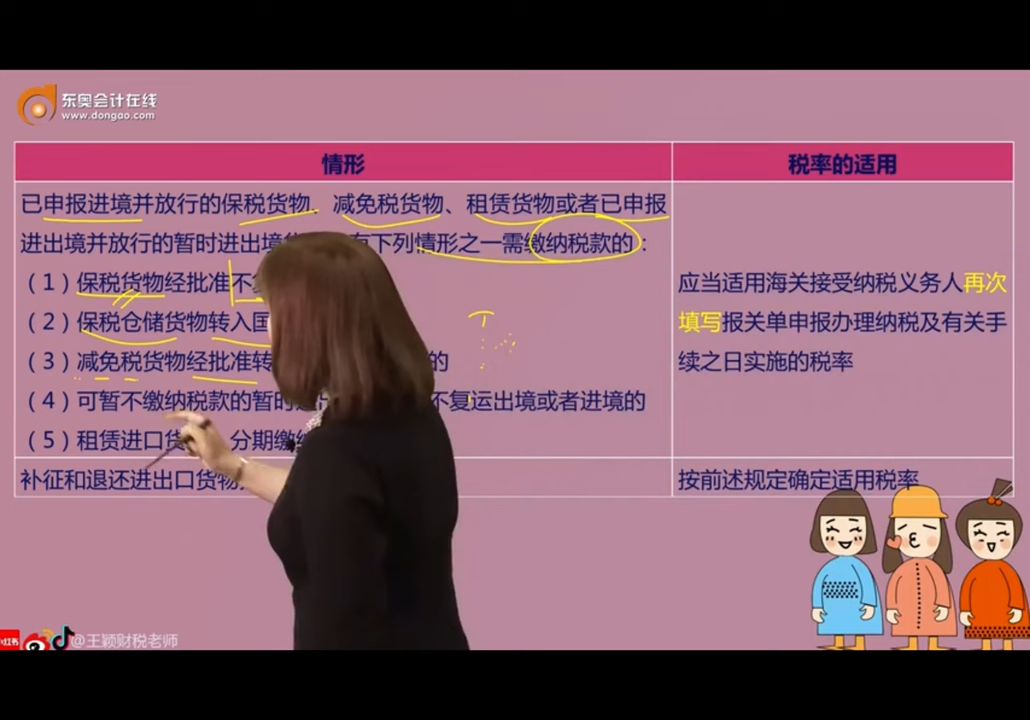 东奥会计在线
www.dongao.com
情形
税率的适用
已申报进境并放行的保税货物、减免税货物、租赁货物或者已申报
进出境并放行的暂时进出境 有下列情形之一需缴纳税款的：
（1）保税货物经批准不
（2）保税仓储货物转入国
（3）减免税货物经批准转 的
（4）可暂不缴纳税款的暂时 不复运出境或者进境的
（5）租赁进口 分期缴
应当适用海关接受纳税义务人再次
填写报关单申报办理纳税及有关手
续之日实施的税率
补征和退还进出口货物
按前述规定确定适用税率
小红书
@王颖财税老师